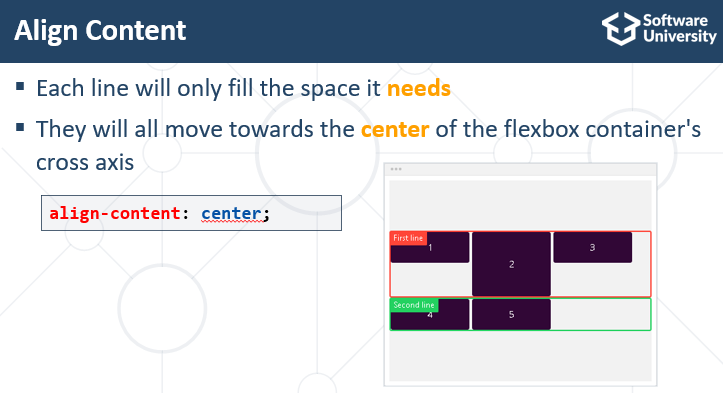 Align Content
Software
University
Each line will only fill the space it needs
They will all move towards the center of the flexbox container's
cross axis
align-content: center;
First line
1
2
3
Second line
4
5